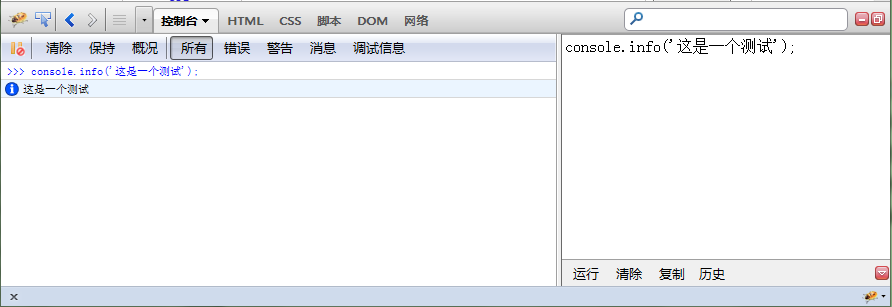 控制台 HTML CSS 脚本 DOM 网络
清除 保持 概况 所有 错误 警告 消息 调试信息
>>> console.info('这是一个测试');
这是一个测试
console.info('这是一个测试');
运行 清除 复制 历史